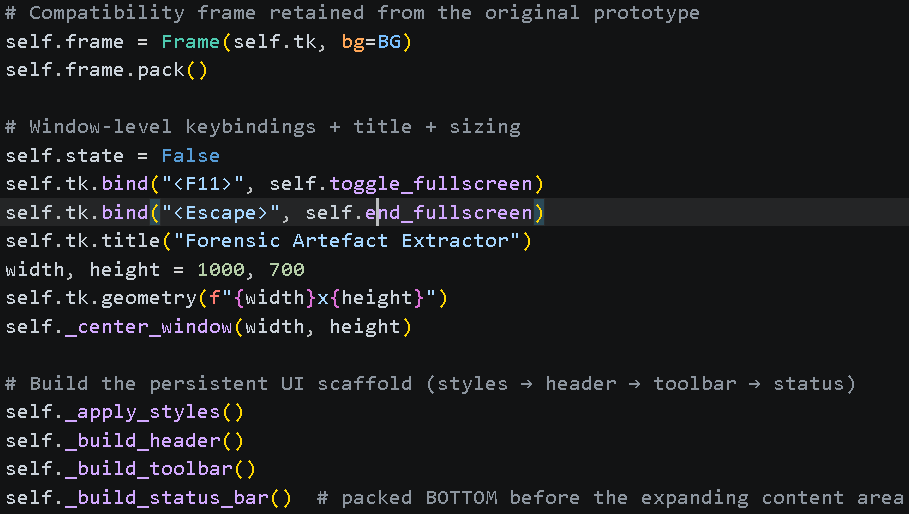 # Compatibility frame retained from the original prototype
self.frame = Frame(self.tk, bg=BG)
self.frame.pack()
# Window-level keybindings + title + sizing
self.state = False
self.tk.bind("<F11>", self.toggle_fullscreen)
self.tk.bind("<Escape>", self.end_fullscreen)
self.tk.title("Forensic Artefact Extractor")
width, height = 1000, 700
self.tk.geometry(f"{width}x{height}")
self._center_window(width, height)
# Build the persistent UI scaffold (styles → header → toolbar → status)
self._apply_styles()
self._build_header()
self._build_toolbar()
self._build_status_bar()  # packed BOTTOM before the expanding content area